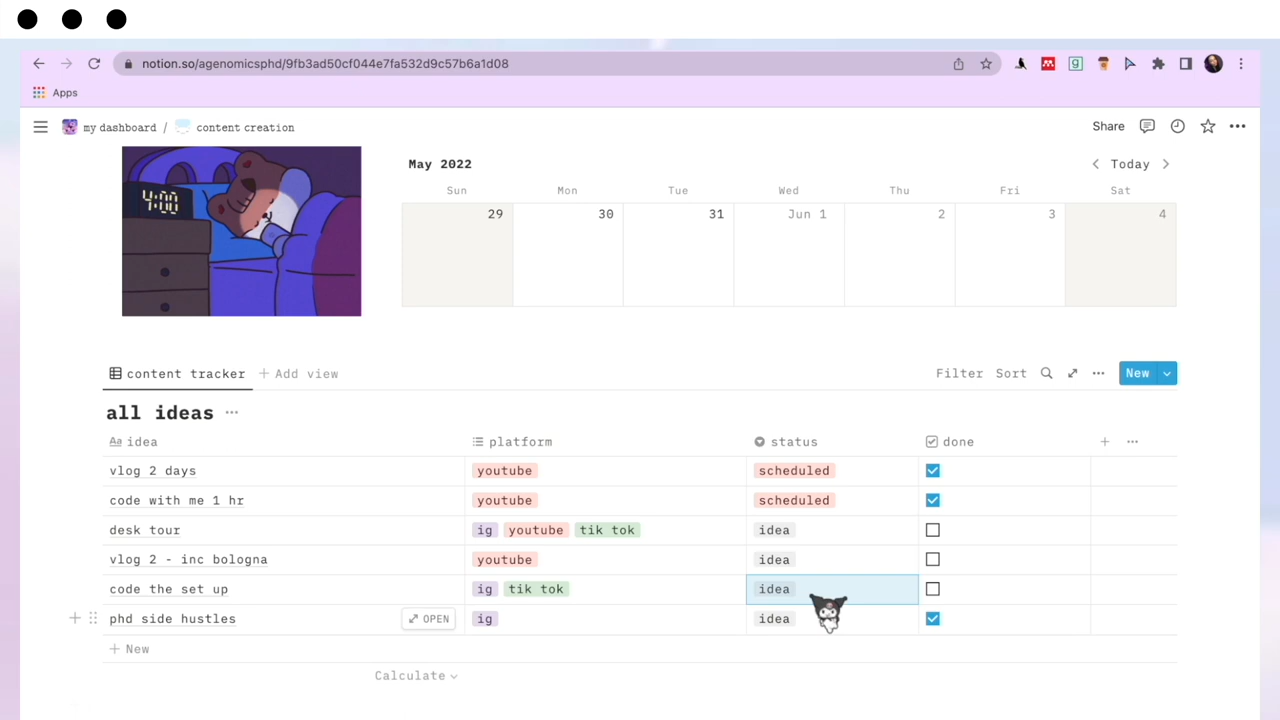 notion.so/agenomicsphd/9fb3ad50cf044e7fa532d9c57b6a1d08
Apps
my dashboard / content creation
Share
4:00
May 2022
Today
Sun Mon Tue Wed Thu Fri Sat
29 30 31 Jun 1 2 3 4
content tracker + Add view
Filter Sort
New
all ideas
Aa idea platform status done
vlog 2 days youtube scheduled
code with me 1 hr youtube scheduled
desk tour ig youtube tik tok idea
vlog 2 - inc bologna youtube idea
code the set up ig tik tok idea
phd side hustles OPEN ig idea
+ New
Calculate